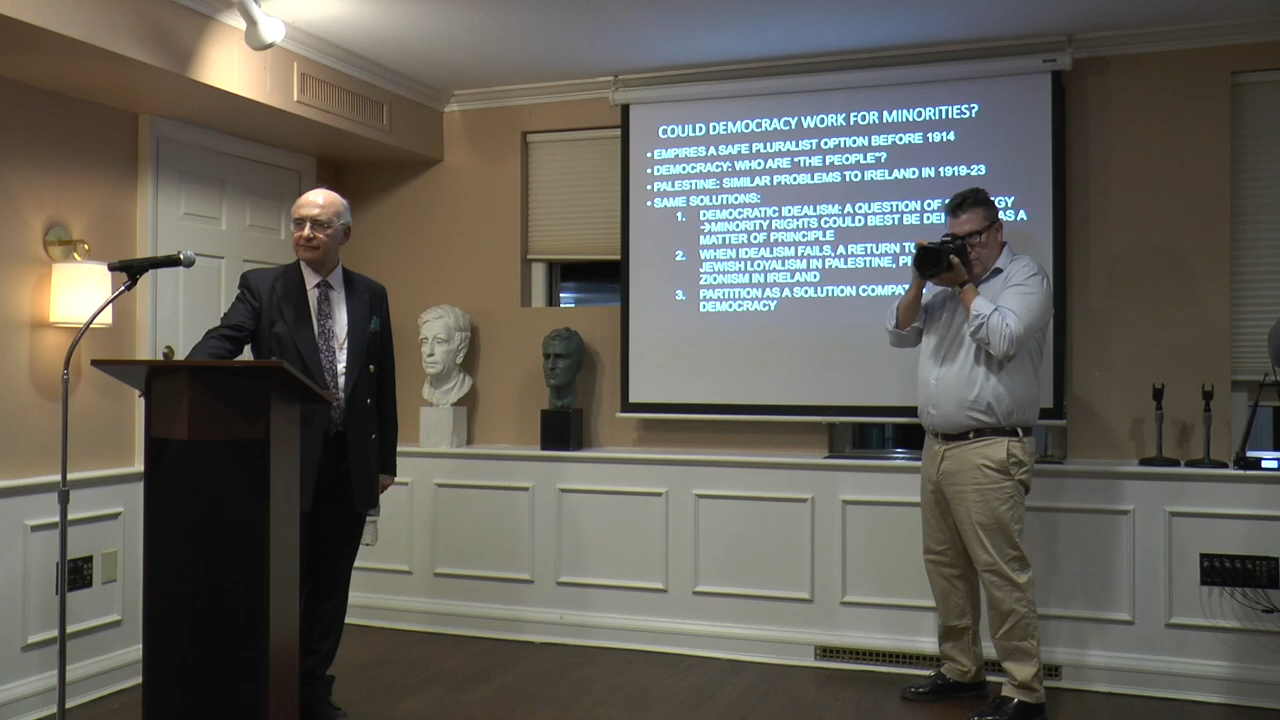 COULD DEMOCRACY WORK FOR MINORITIES?
• EMPIRES A SAFE PLURALIST OPTION BEFORE 1914
• DEMOCRACY: WHO ARE "THE PEOPLE"?
• PALESTINE: SIMILAR PROBLEMS TO IRELAND IN 1919-23
• SAME SOLUTIONS:
1. DEMOCRATIC IDEALISM: A QUESTION OF
→MINORITY RIGHTS COULD BEST BE AS A
MATTER OF PRINCIPLE
2. WHEN IDEALISM FAILS, A RETURN TO
JEWISH LOYALISM IN PALESTINE,
ZIONISM IN IRELAND
3. PARTITION AS A SOLUTION
DEMOCRACY